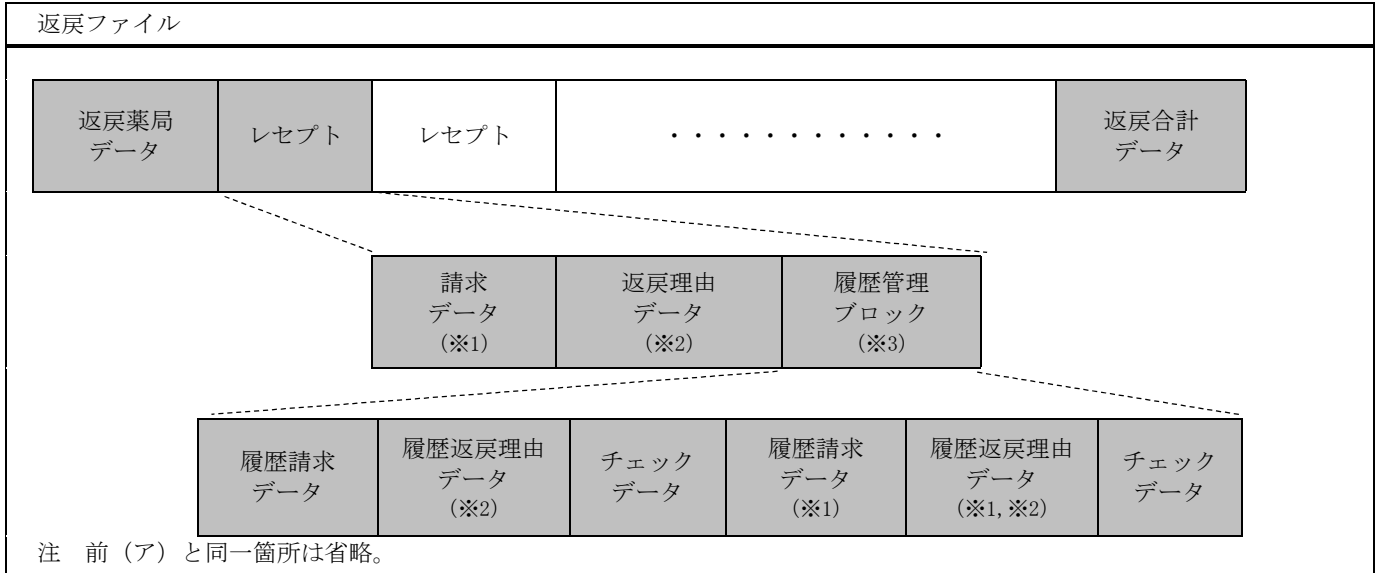 返戻ファイル
返戻薬局
データ
レセプト
レセプト
・・・・・・・・・・・・
返戻合計
データ
請求
データ
(※1)
返戻理由
データ
(※2)
履歴管理
ブロック
(※3)
履歴請求
データ
履歴返戻理由
データ
(※2)
チェック
データ
履歴請求
データ
(※1)
履歴返戻理由
データ
(※1,※2)
チェック
データ
注　前（ア）と同一箇所は省略。